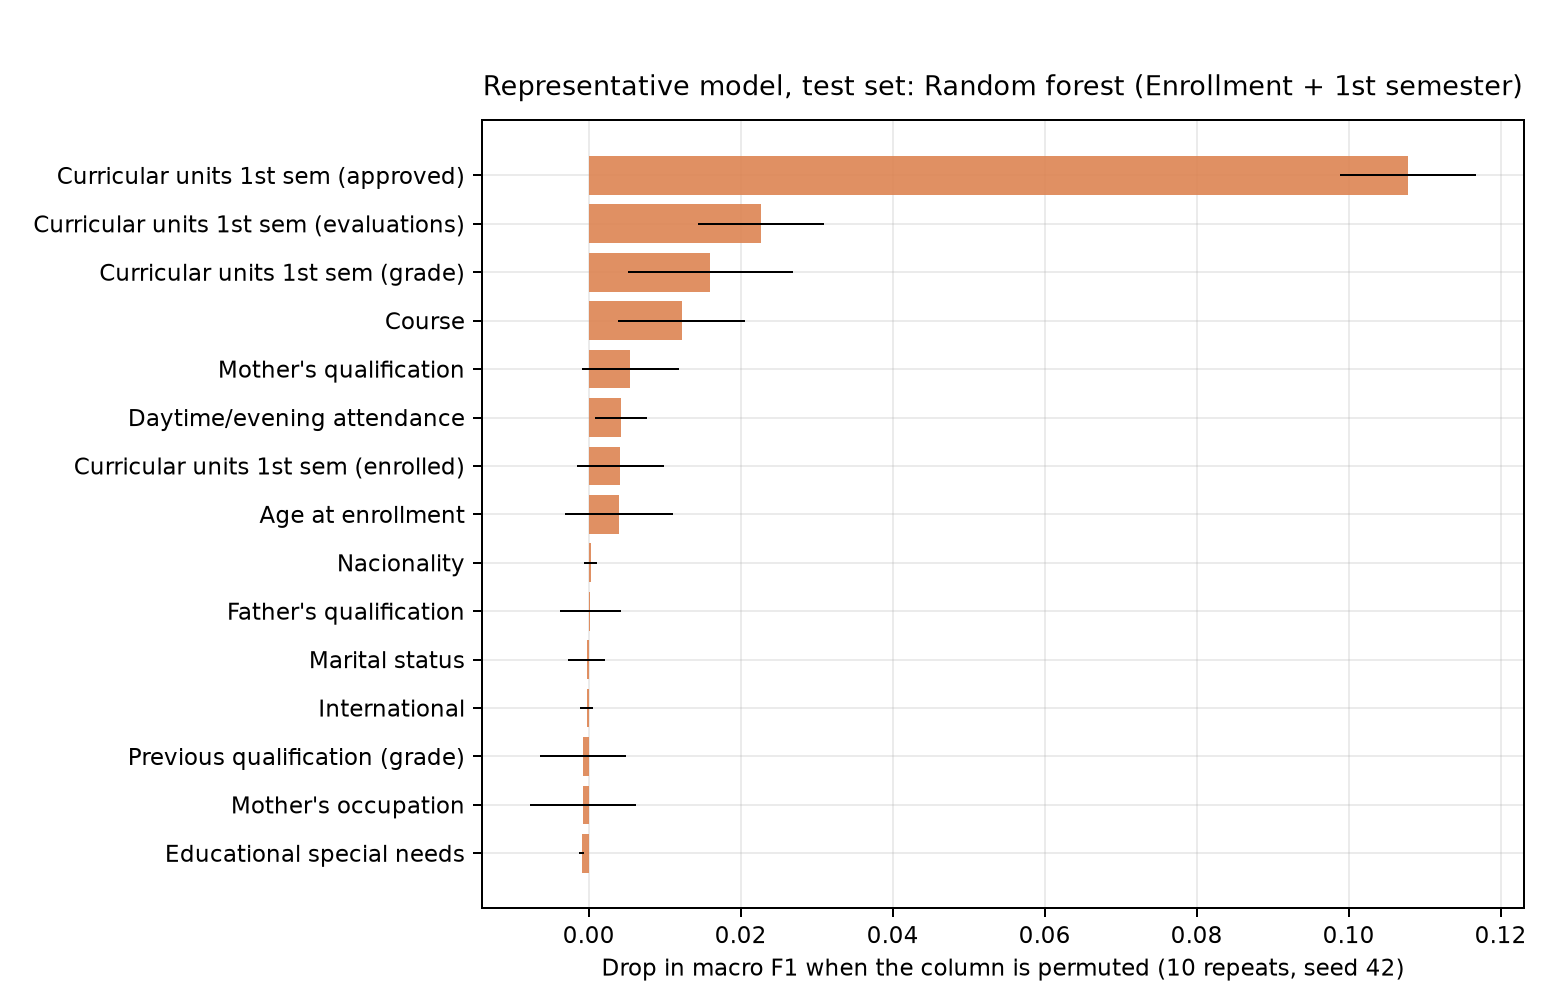 Representative model, test set: Random forest (Enrollment + 1st semester)
Curricular units 1st sem (approved)
Curricular units 1st sem (evaluations)
Curricular units 1st sem (grade)
Course
Mother's qualification
Daytime/evening attendance
Curricular units 1st sem (enrolled)
Age at enrollment
Nacionality
Father's qualification
Marital status
International
Previous qualification (grade)
Mother's occupation
Educational special needs
0.00 0.02 0.04 0.06 0.08 0.10 0.12
Drop in macro F1 when the column is permuted (10 repeats, seed 42)